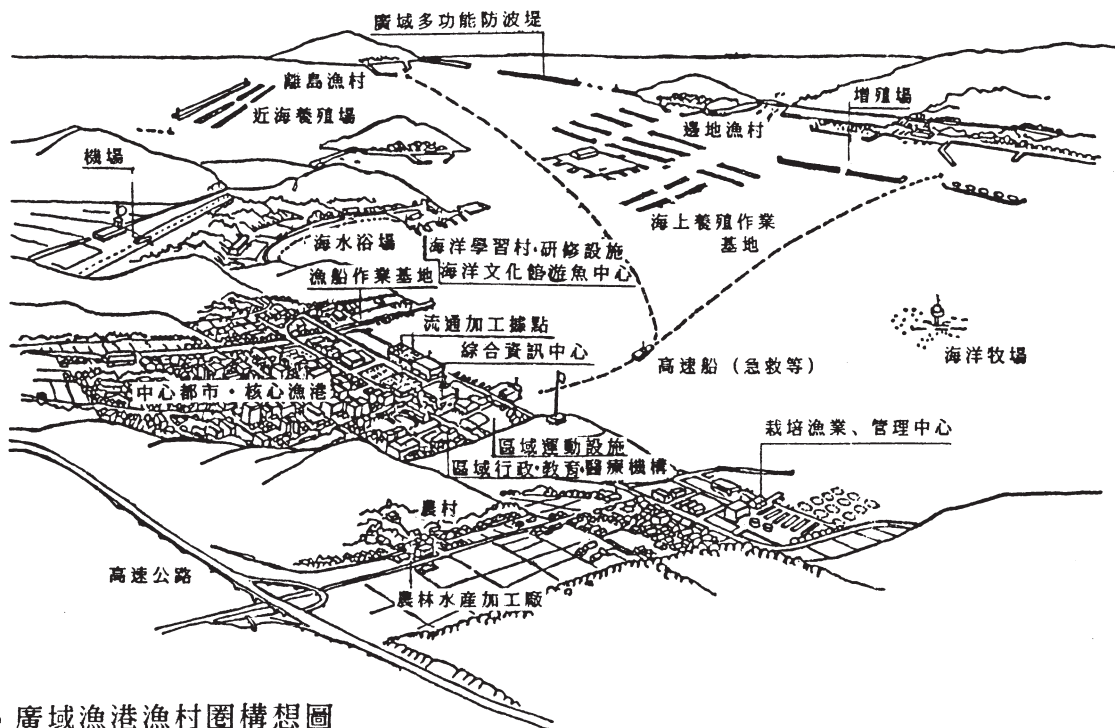 廣域多功能防波堤
離島漁村
近海養殖場
增殖場
邊地漁村
機場
海上養殖作業
基地
海水浴場
海洋學習村·研修設施
海洋文化館遊魚中心
漁船作業基地
流通加工據點
綜合資訊中心
高速船（急救等）
海洋牧場
中心都市·核心漁港
栽培漁業、管理中心
區域運動設施
區域行政·教育·醫療機構
農村
高速公路
農林水產加工廠
廣域漁港漁村圈構想圖